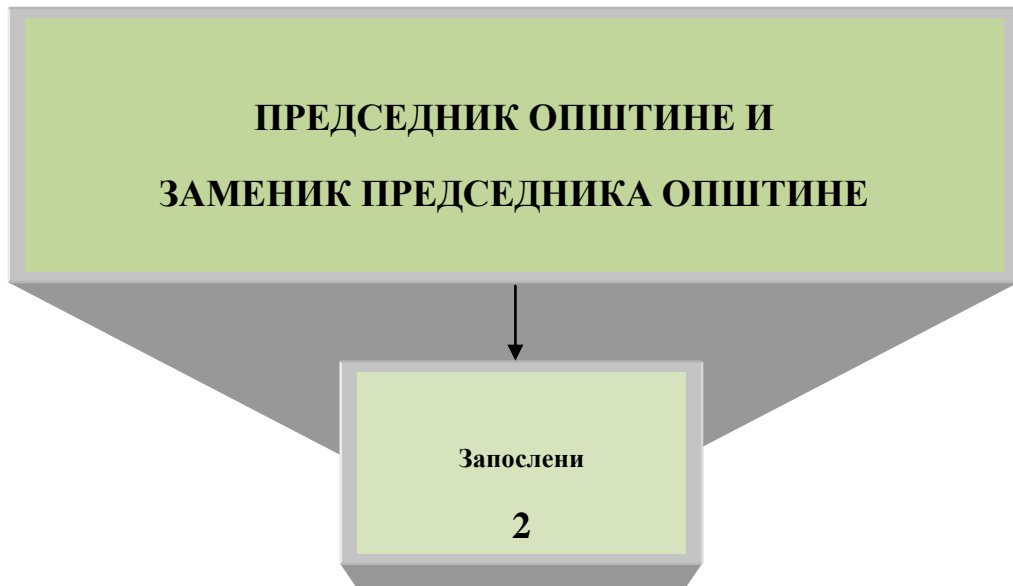 ПРЕДСЕДНИК ОПШТИНЕ И
ЗАМЕНИК ПРЕДСЕДНИКА ОПШТИНЕ
Запослени
2